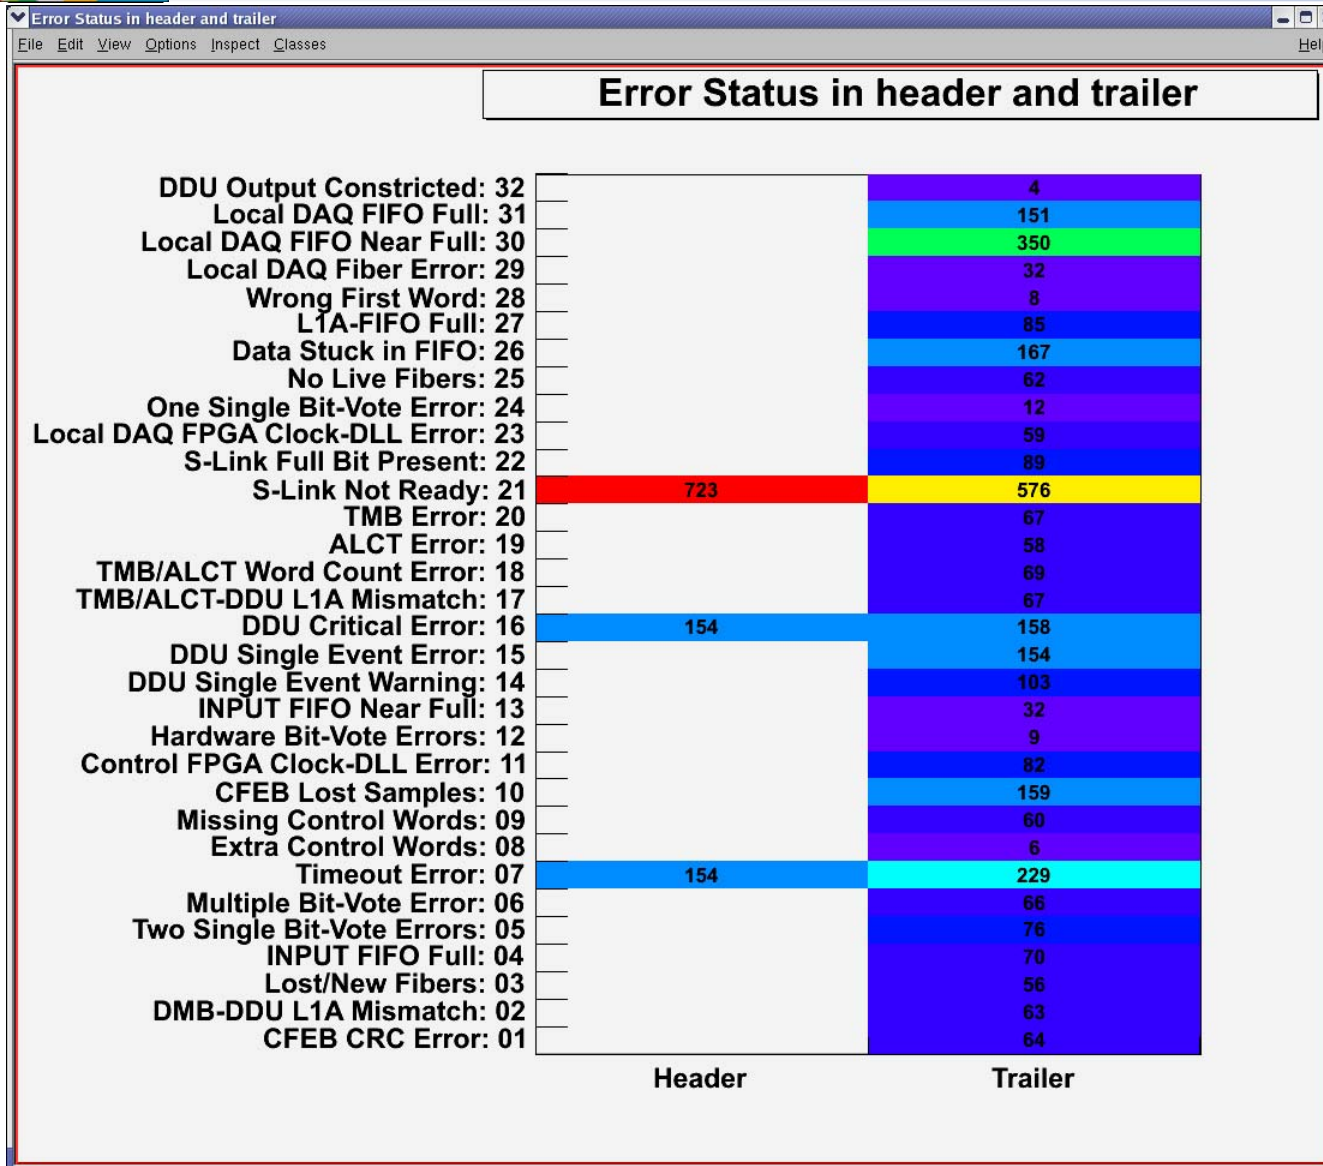 Error Status in header and trailer
File Edit View Options Inspect Classes Hel
Error Status in header and trailer
DDU Output Constricted: 32 4
Local DAQ FIFO Full: 31 151
Local DAQ FIFO Near Full: 30 350
Local DAQ Fiber Error: 29 32
Wrong First Word: 28 8
L1A-FIFO Full: 27 85
Data Stuck in FIFO: 26 167
No Live Fibers: 25 62
One Single Bit-Vote Error: 24 12
Local DAQ FPGA Clock-DLL Error: 23 59
S-Link Full Bit Present: 22 89
S-Link Not Ready: 21 723 576
TMB Error: 20 67
ALCT Error: 19 58
TMB/ALCT Word Count Error: 18 69
TMB/ALCT-DDU L1A Mismatch: 17 67
DDU Critical Error: 16 154 158
DDU Single Event Error: 15 154
DDU Single Event Warning: 14 103
INPUT FIFO Near Full: 13 32
Hardware Bit-Vote Errors: 12 9
Control FPGA Clock-DLL Error: 11 82
CFEB Lost Samples: 10 159
Missing Control Words: 09 60
Extra Control Words: 08 6
Timeout Error: 07 154 229
Multiple Bit-Vote Error: 06 66
Two Single Bit-Vote Errors: 05 76
INPUT FIFO Full: 04 70
Lost/New Fibers: 03 56
DMB-DDU L1A Mismatch: 02 63
CFEB CRC Error: 01 64
Header Trailer